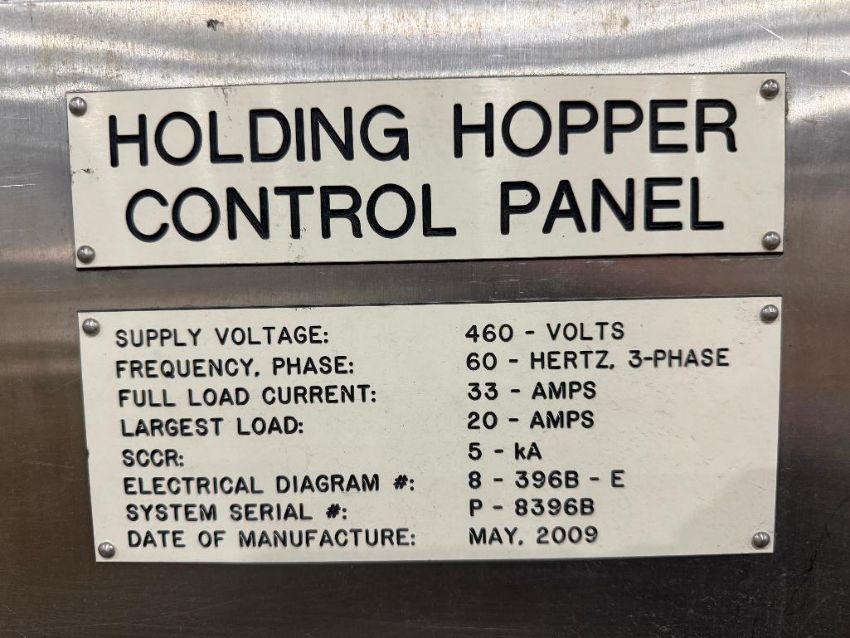 HOLDING HOPPER
CONTROL PANEL
SUPPLY VOLTAGE: 460 - VOLTS
FREQUENCY, PHASE: 60 - HERTZ, 3-PHASE
FULL LOAD CURRENT: 33 - AMPS
LARGEST LOAD: 20 - AMPS
SCCR: 5 - kA
ELECTRICAL DIAGRAM #: 8 - 396B - E
SYSTEM SERIAL #: P - 8396B
DATE OF MANUFACTURE: MAY, 2009